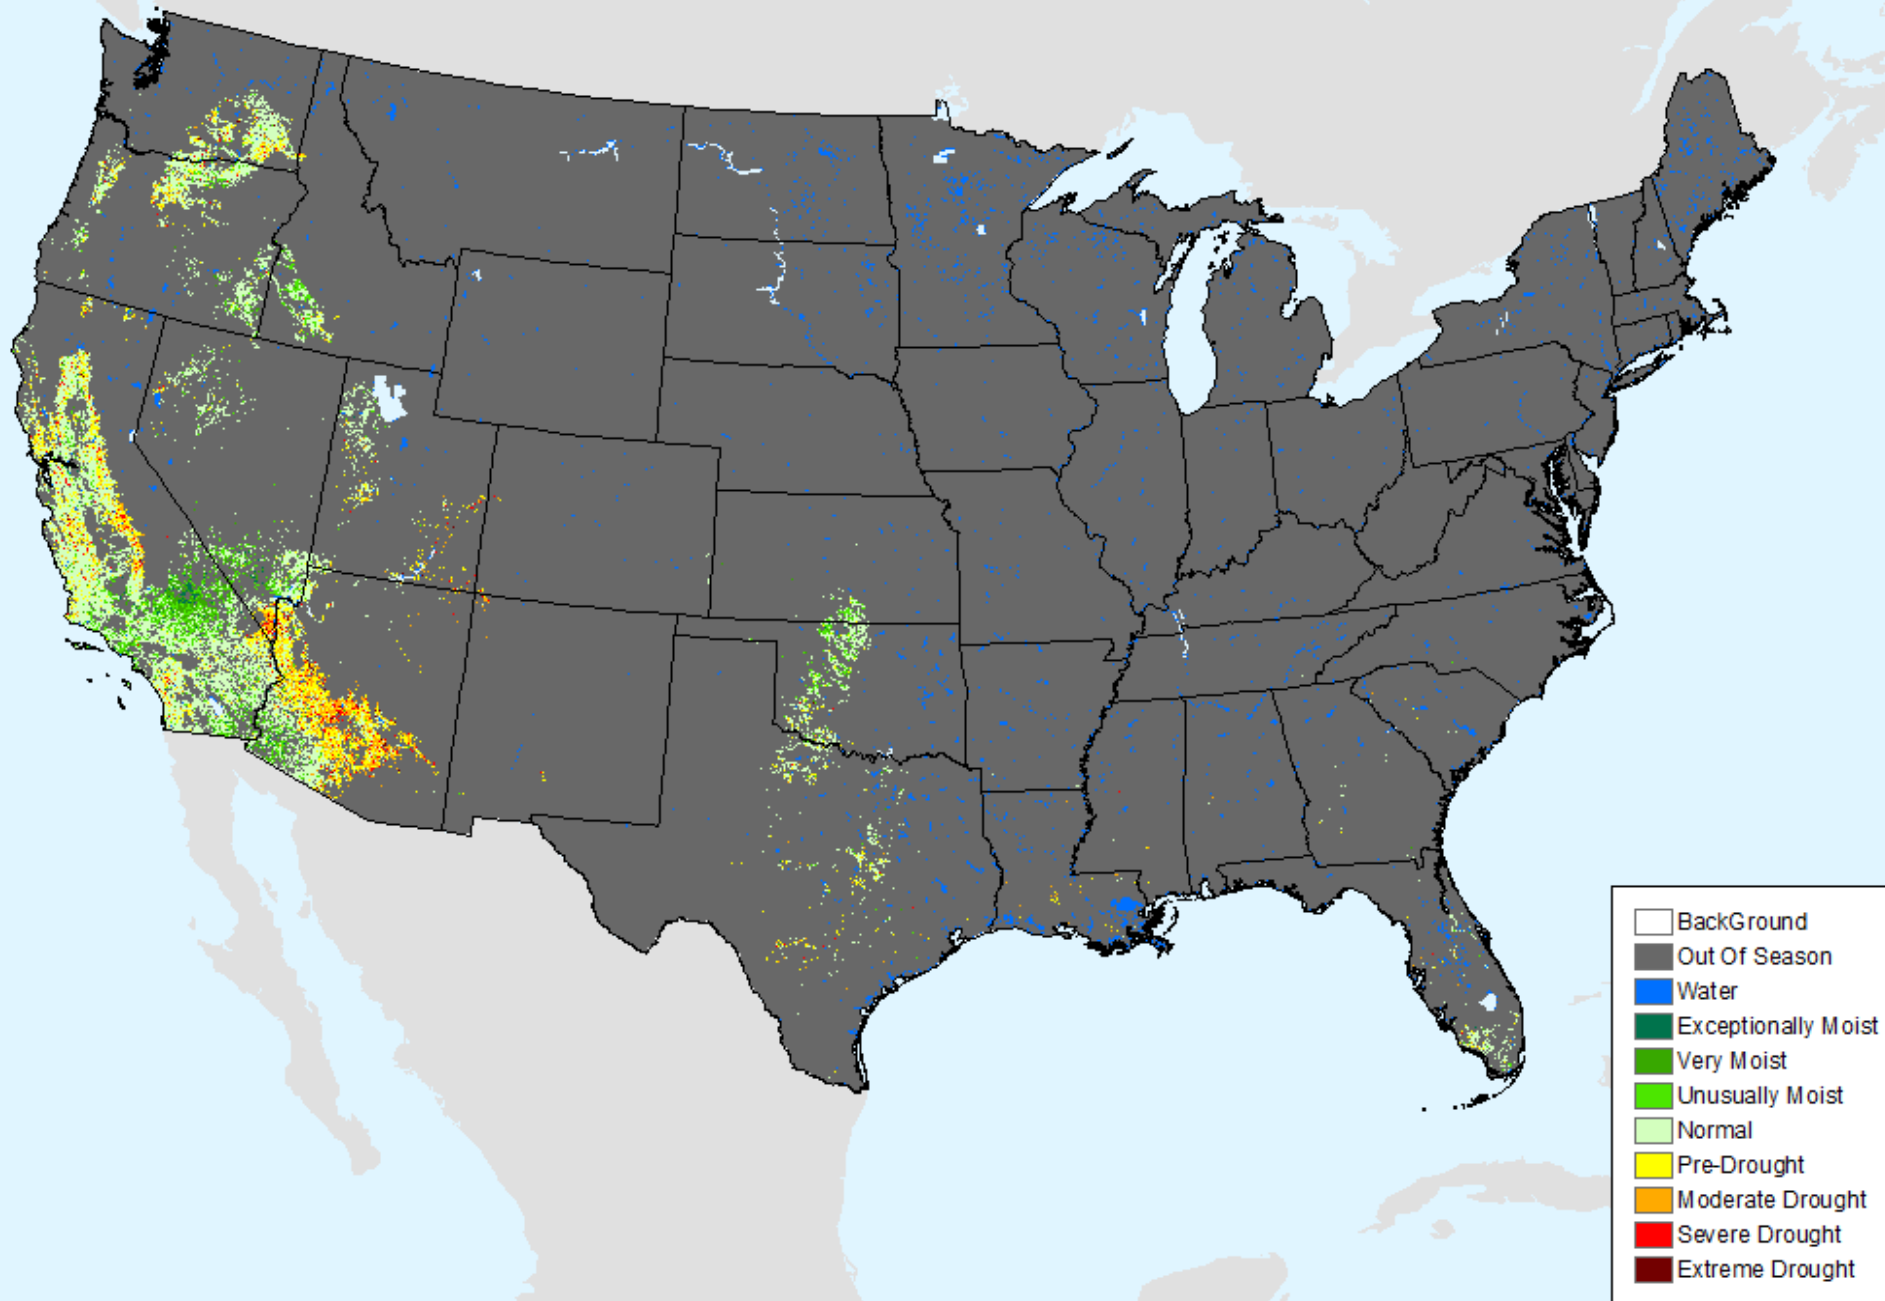 BackGround
Out Of Season
Water
Exceptionally Moist
Very Moist
Unusually Moist
Normal
Pre-Drought
Moderate Drought
Severe Drought
Extreme Drought